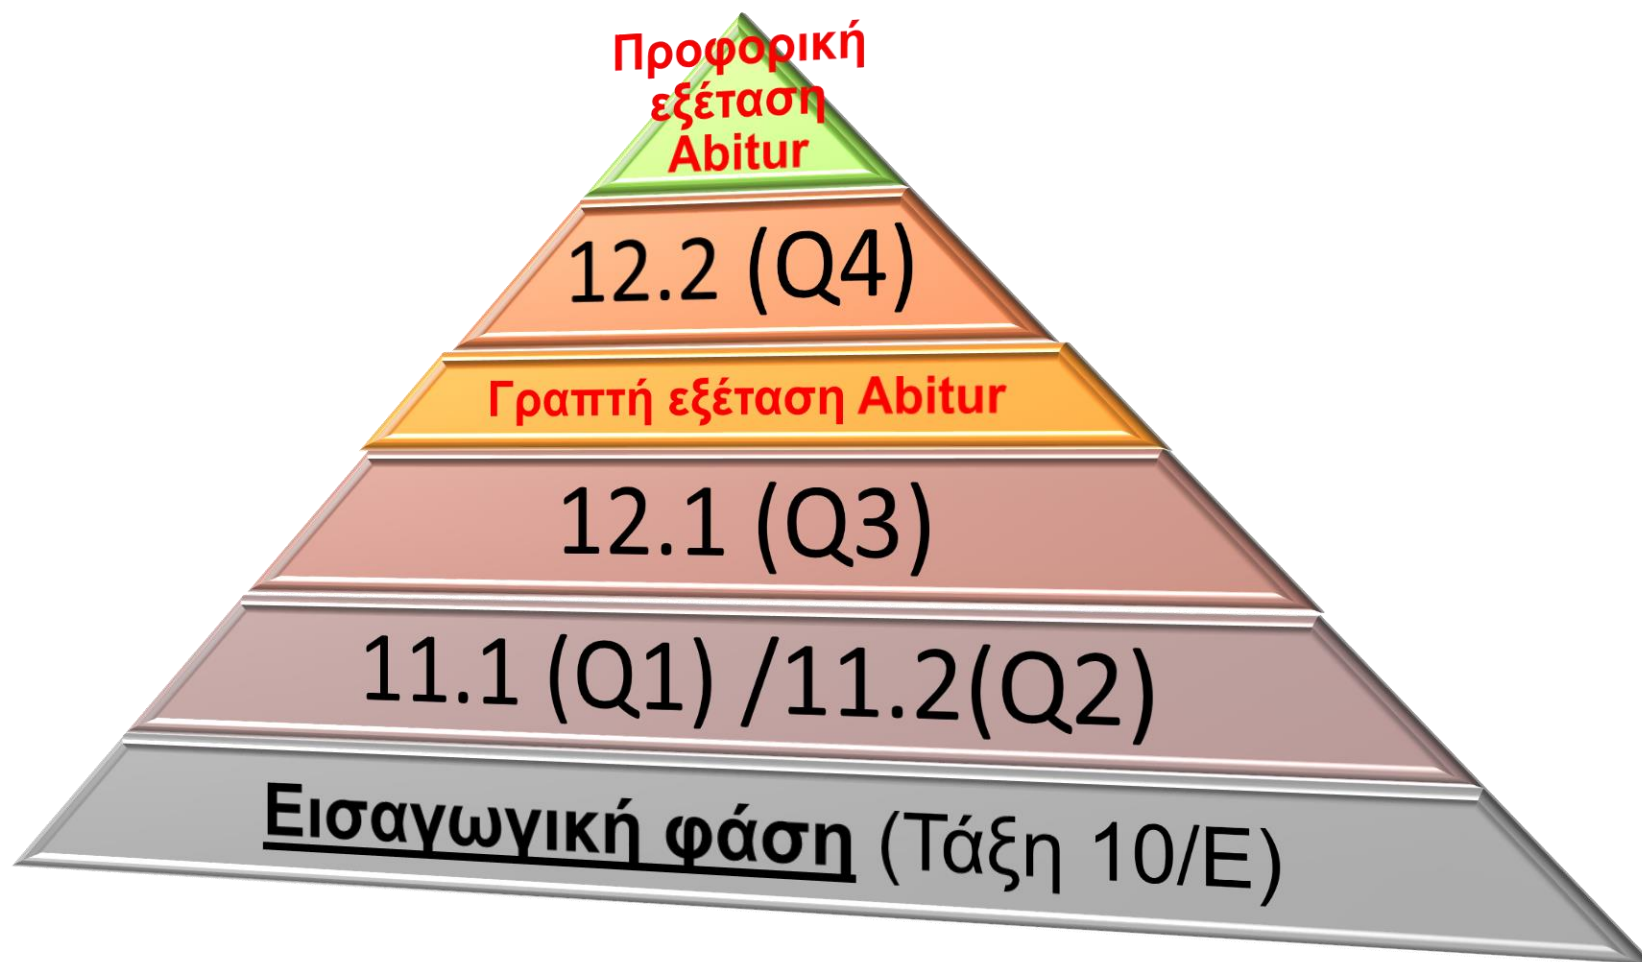 Προφορική
εξέταση
Abitur
12.2 (Q4)
Γραπτή εξέταση Abitur
12.1 (Q3)
11.1 (Q1) /11.2(Q2)
Εισαγωγική φάση (Τάξη 10/E)